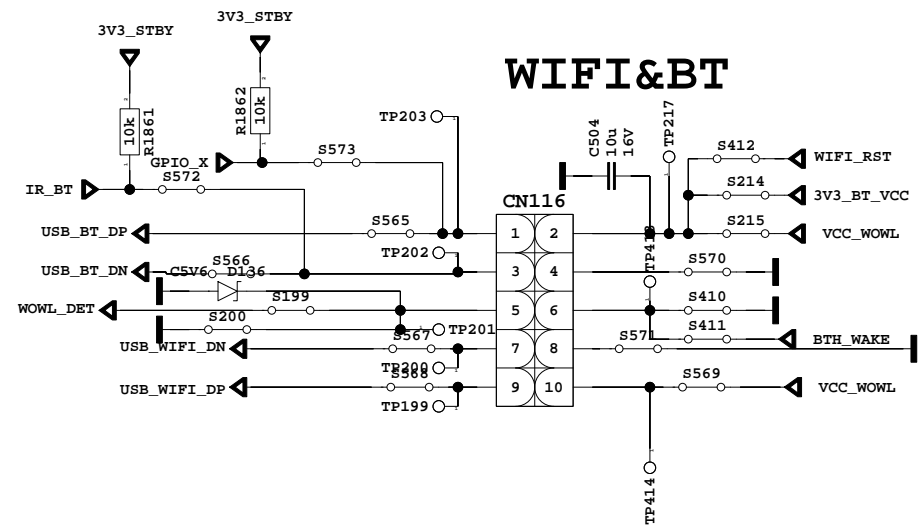 3V3_STBY
3V3_STBY
WIFI&BT
10k
R1861
R1862
10k
TP203
C504
10u
16V
TP217
S412
WIFI_RST
GPIO_X
S573
S572
IR_BT
S214
3V3_BT_VCC
CN116
USB_BT_DP
S565
1
2
S215
VCC_WOWL
TP202
USB_BT_DN
S566
3
4
S570
C5V6
D136
WOWL_DET
S199
5
6
S410
S200
TP201
S411
BTH_WAKE
USB_WIFI_DN
S567
7
8
S571
TP200
S568
USB_WIFI_DP
9
10
S569
VCC_WOWL
TP199
TP414